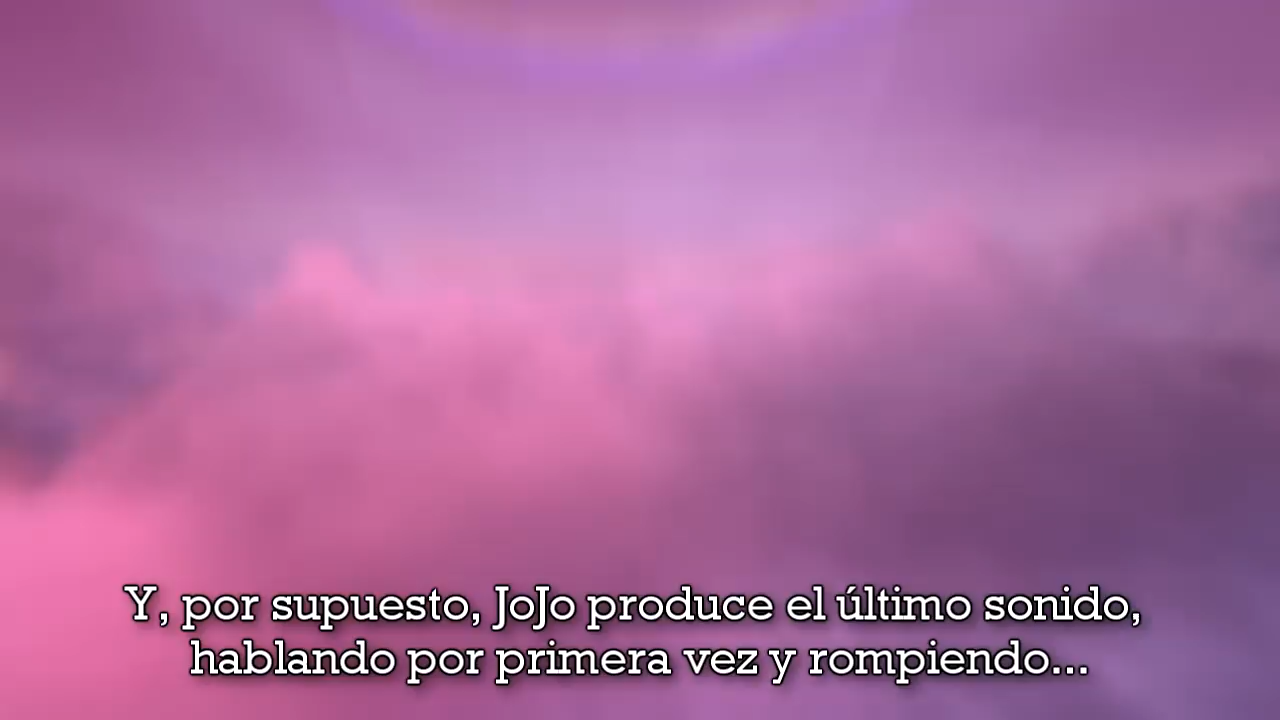 Y, por supuesto, JoJo produce el último sonido,
hablando por primera vez y rompiendo...